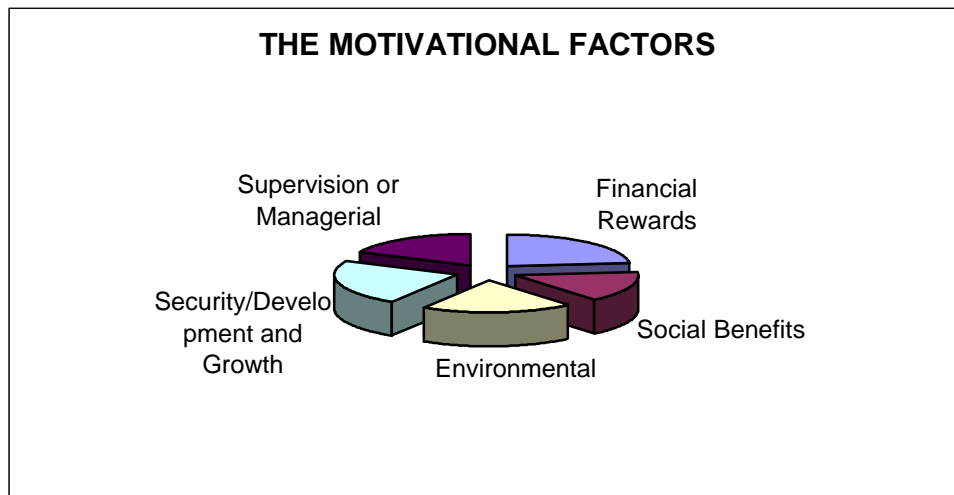 THE MOTIVATIONAL FACTORS
Supervision or
Managerial
Financial
Rewards
Security/Develo
pment and
Growth
Social Benefits
Environmental